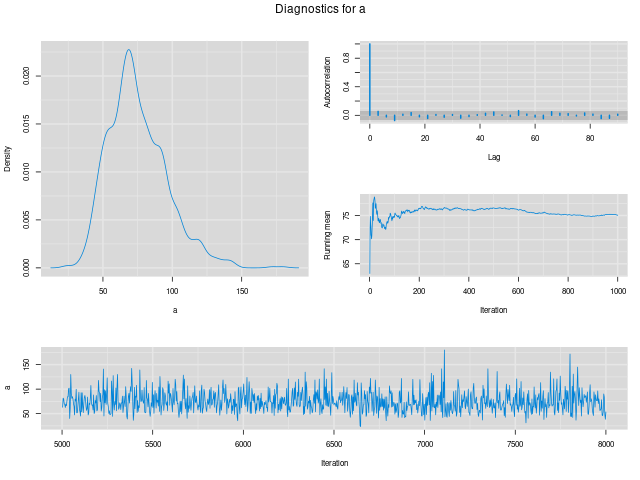 Diagnostics for a
Density
0.000 0.005 0.010 0.015 0.020
50 100 150
a
Autocorrelation
0.0 0.4 0.8
0 20 40 60 80
Lag
Running mean
65 70 75
0 200 400 600 800 1000
Iteration
a
50 100 150
5000 5500 6000 6500 7000 7500 8000
Iteration